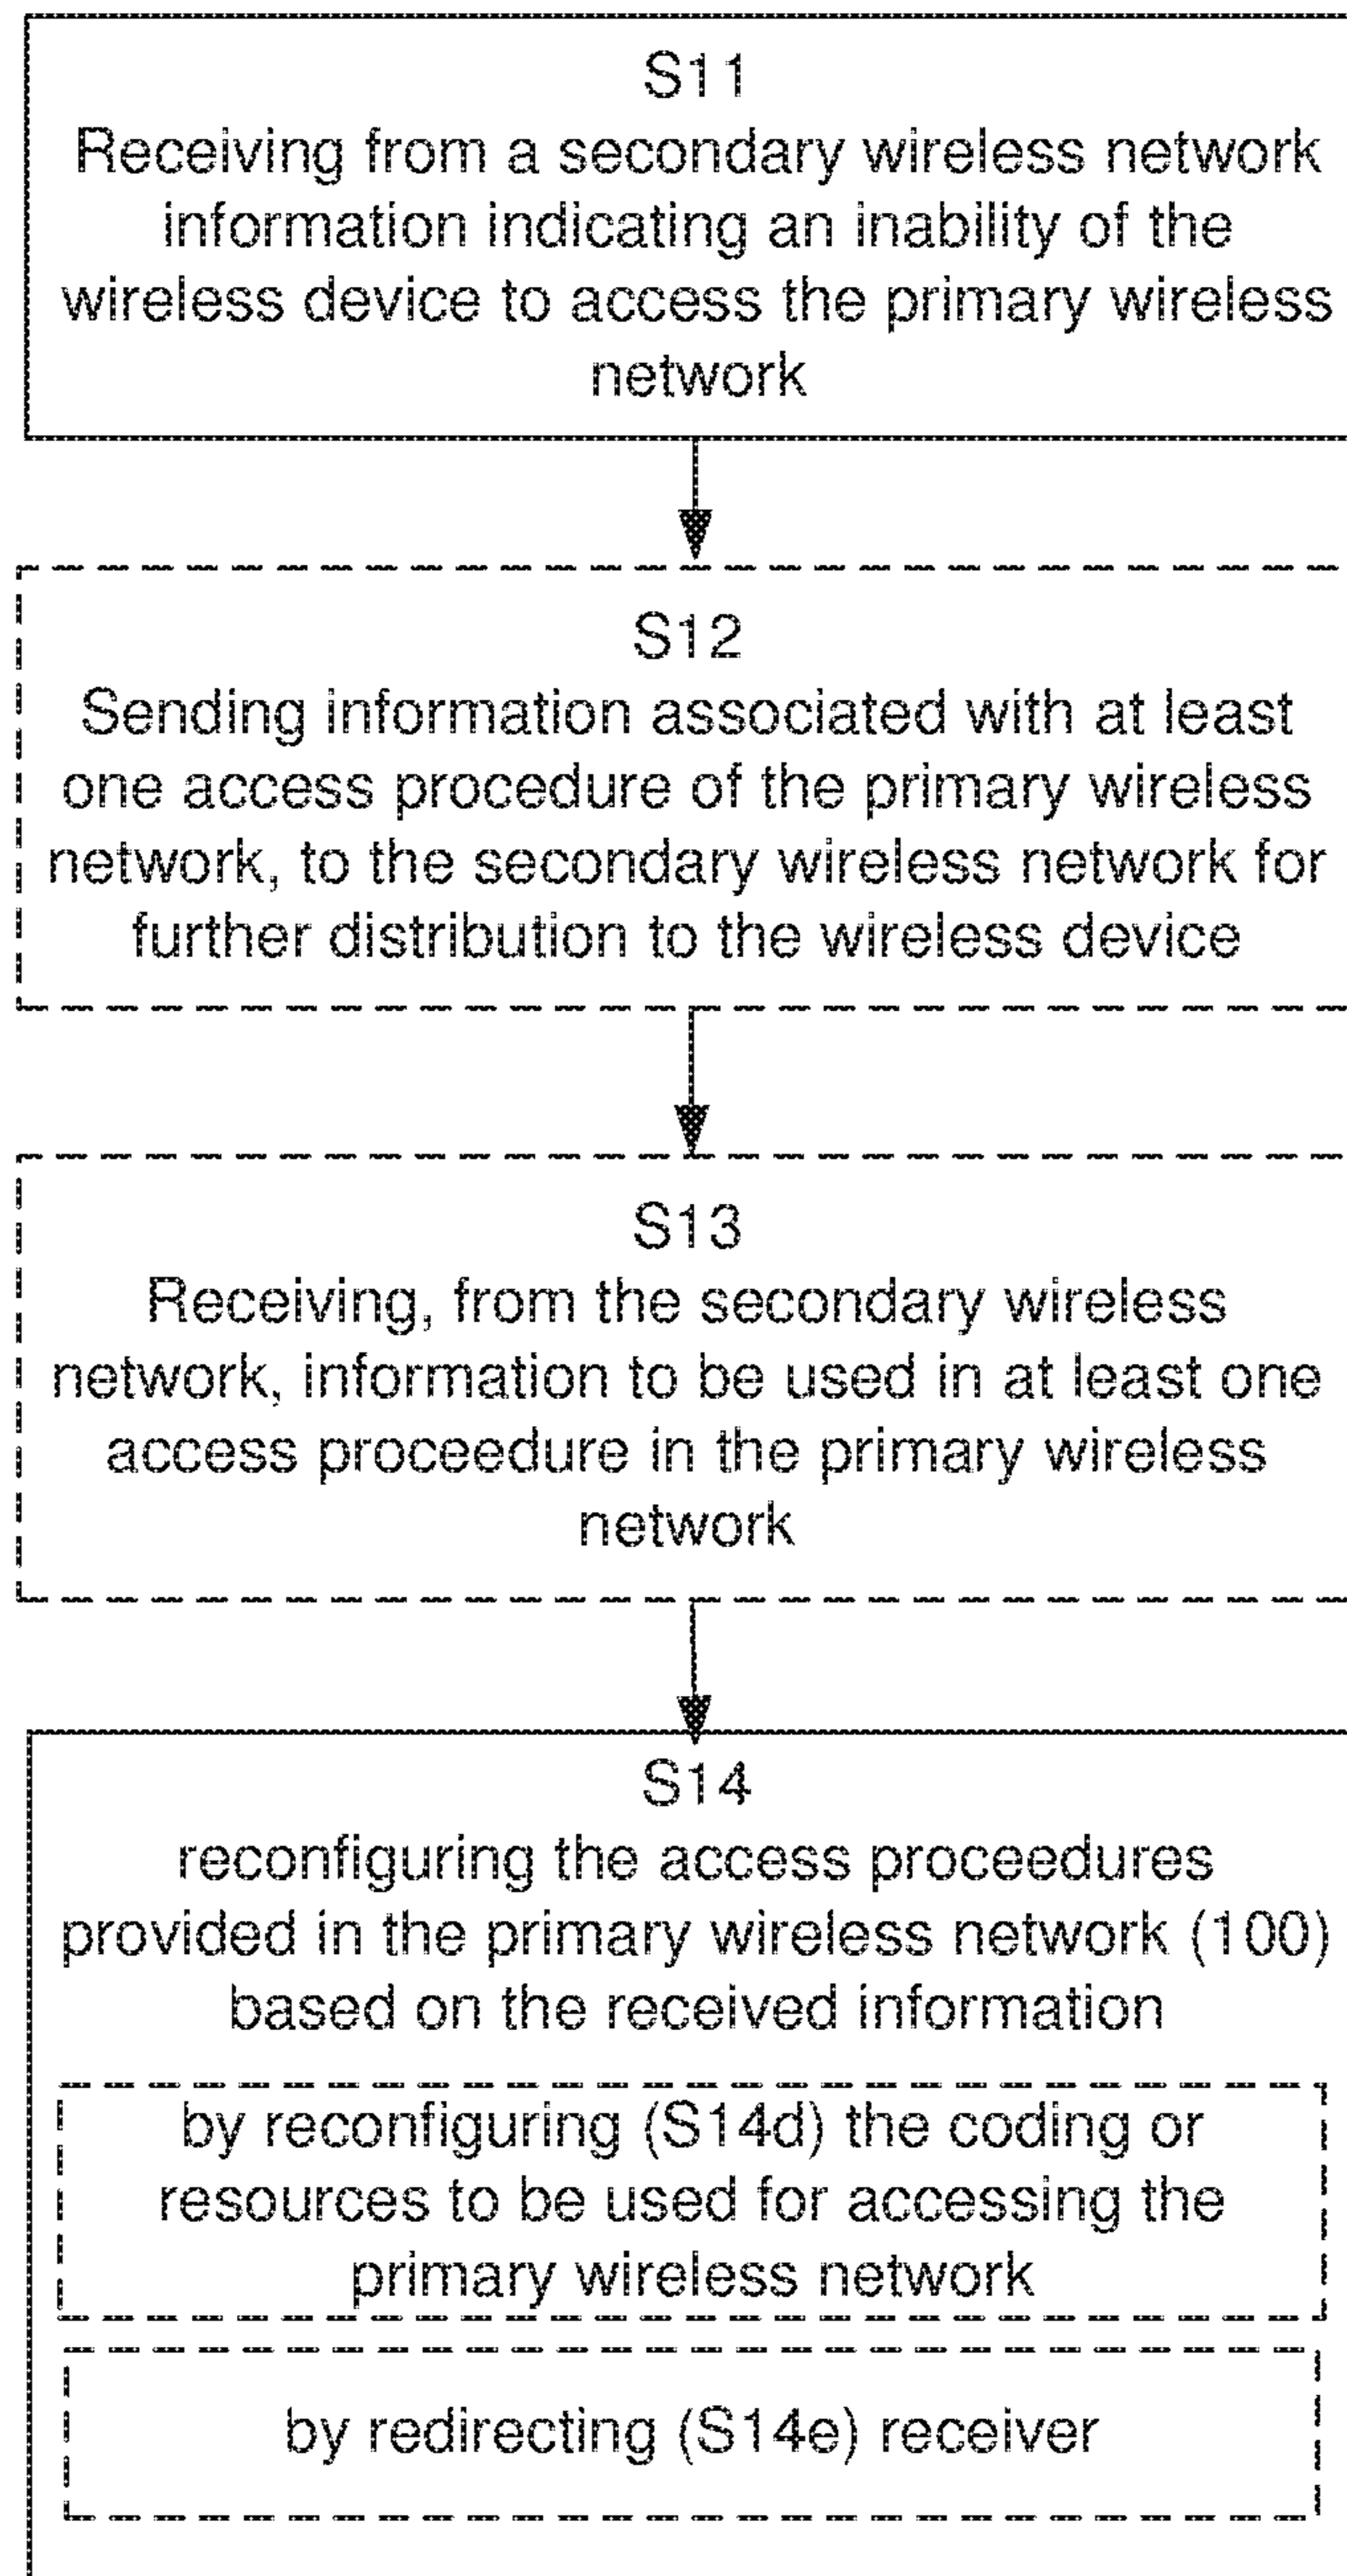 S11
Receiving from a secondary wireless network
information indicating an inability of the
wireless device to access the primary wireless
network
S12
Sending information associated with at least
one access procedure of the primary wireless
network, to the secondary wireless network for
further distribution to the wireless device
S13
Receiving, from the secondary wireless
network, information to be used in at least one
access proceedure in the primary wireless
network
S14
reconfiguring the access proceedures
provided in the primary wireless network (100)
based on the received information
by reconfiguring (S14d) the coding or
resources to be used for accessing the
primary wireless network
by redirecting (S14e) receiver